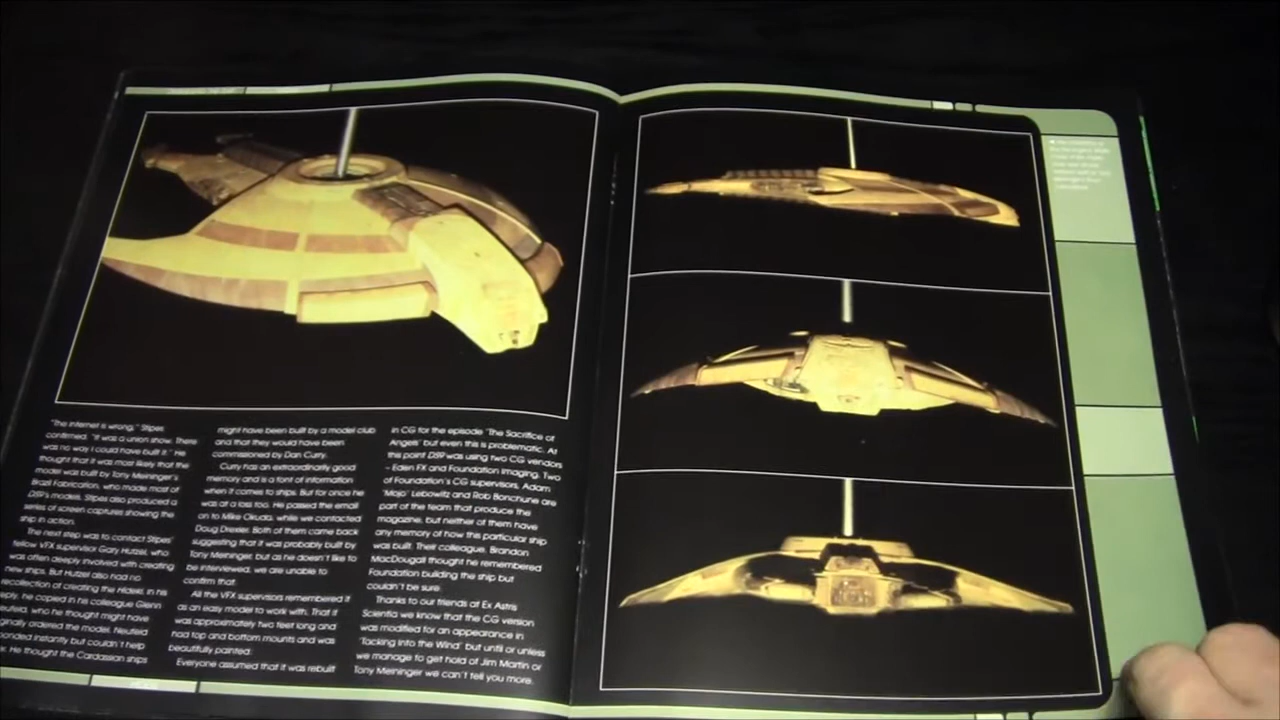 "The internet is wrong," Stipes
confirmed. "It was a union show. There
was no way I could have built it." He
thought that it was most likely that the
model was built by Tony Meininger's
Brazil Fabrication, who made most of
DS9's models. Stipes also produced a
series of screen captures showing the
ship in action.
The next step was to contact Stipes'
fellow VFX supervisor Gary Hutzel, who
was often deeply involved with creating
new ships. But Hutzel also had no
recollection of creating the Hideki. In his
reply, he copied in his colleague Glenn
Neufeld, who he thought might have
originally ordered the model. Neufeld
responded instantly but couldn't help
He thought the Cardassian ships
might have been built by a model club
and that they would have been
commissioned by Dan Curry.
Curry has an extraordinarily good
memory and is a font of information
when it comes to ships. But for once he
was at a loss too. He passed the email
on to Mike Okuda, while we contacted
Doug Drexler. Both of them came back
suggesting that it was probably built by
Tony Meininger, but as he doesn't like to
be interviewed, we are unable to
confirm that.
All the VFX supervisors remembered it
as an easy model to work with. That it
was approximately two feet long and
had top and bottom mounts and was
beautifully painted.
Everyone assumed that it was rebuilt
in CG for the episode 'The Sacrifice of
Angels' but even this is problematic. At
this point DS9 was using two CG vendors
– Eden FX and Foundation Imaging. Two
of Foundation's CG supervisors, Adam
'Mojo' Lebowitz and Rob Bonchune are
part of the team that produce the
magazine, but neither of them have
any memory of how this particular ship
was built. Their colleague, Brandon
MacDougall thought he remembered
Foundation building the ship but
couldn't be sure.
Thanks to our friends at Ex Astris
Scientia we know that the CG version
was modified for an appearance in
'Tacking Into the Wind' but until or unless
we manage to get hold of Jim Martin or
Tony Meininger we can't tell you more.